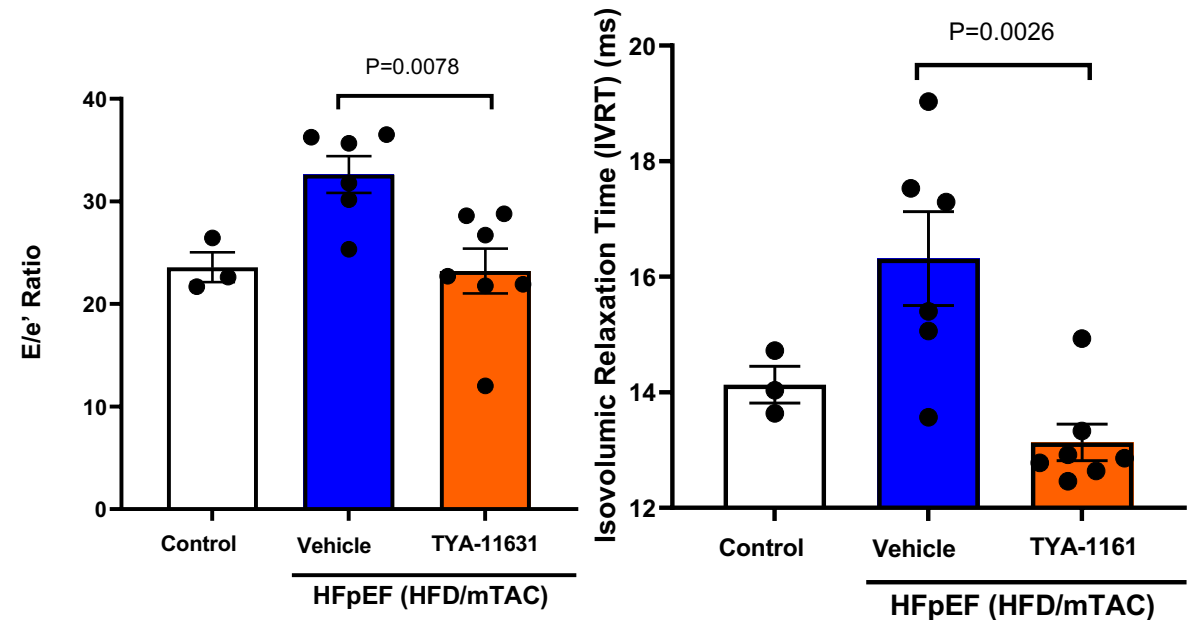 P=0.0078
E/e' Ratio
40
30
20
10
0
Control
Vehicle
TYA-11631
HFpEF (HFD/mTAC)
P=0.0026
Isovolumic Relaxation Time (IVRT) (ms)
20
18
16
14
12
Control
Vehicle
TYA-1161
HFpEF (HFD/mTAC)